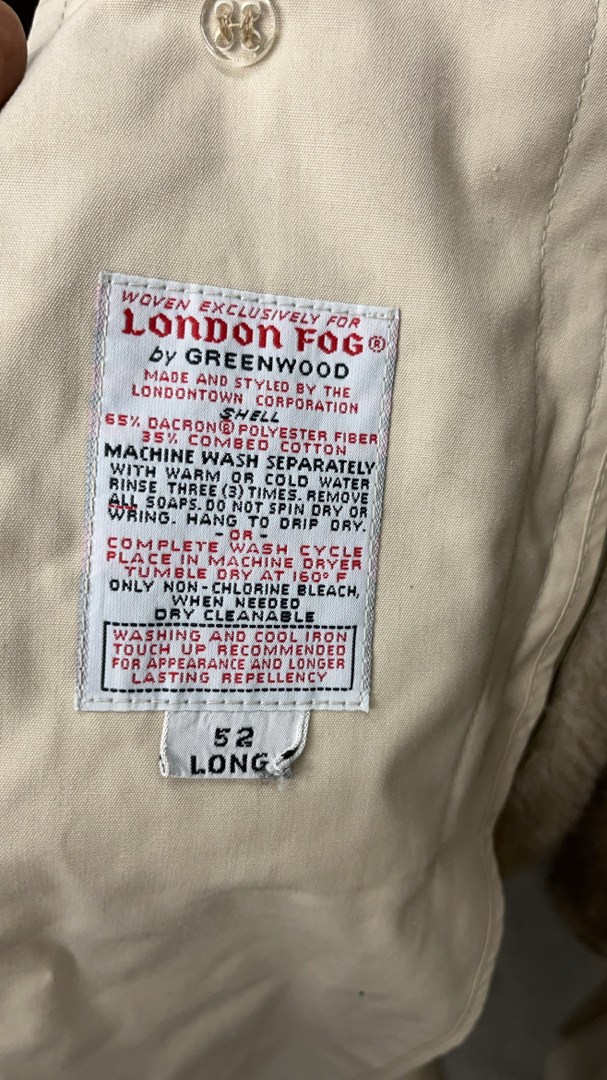 WOVEN EXCLUSIVELY FOR
LONDON FOG®
by GREENWOOD
MADE AND STYLED BY THE
LONDONTOWN CORPORATION
SHELL
65% DACRON® POLYESTER FIBER
35% COMBED COTTON
MACHINE WASH SEPARATELY
WITH WARM OR COLD WATER
RINSE THREE (3) TIMES. REMOVE
ALL SOAPS. DO NOT SPIN DRY OR
WRING. HANG TO DRIP DRY.
-OR-
COMPLETE WASH CYCLE
PLACE IN MACHINE DRYER
TUMBLE DRY AT 160° F
ONLY NON-CHLORINE BLEACH,
WHEN NEEDED
DRY CLEANABLE
WASHING AND COOL IRON
TOUCH UP RECOMMENDED
FOR APPEARANCE AND LONGER
LASTING REPELLENCY
52
LONG